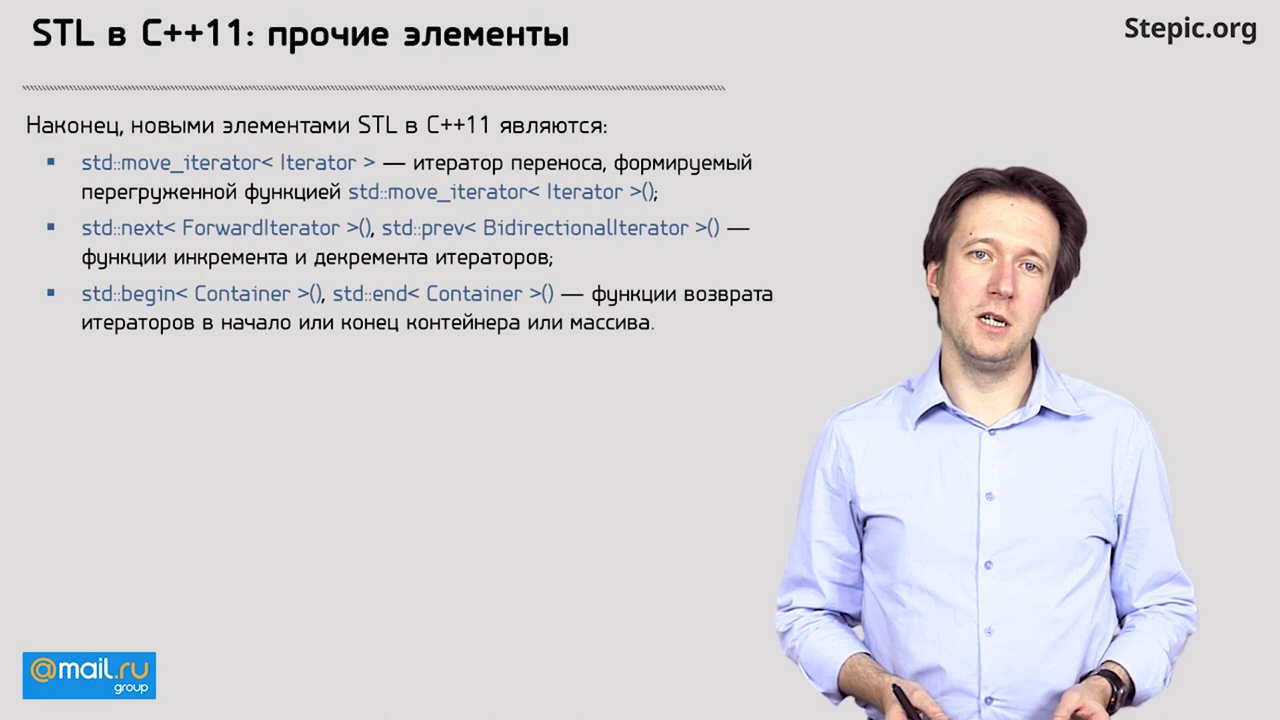 STL в C++11: прочие элементы
Stepic.org
Наконец, новыми элементами STL в C++11 являются:
▪ std::move_iterator< Iterator > — итератор переноса, формируемый
перегруженной функцией std::move_iterator< Iterator >();
▪ std::next< ForwardIterator >(), std::prev< BidirectionalIterator >() —
функции инкремента и декремента итераторов;
▪ std::begin< Container >(), std::end< Container >() — функции возврата
итераторов в начало или конец контейнера или массива.
@mail.ru
group